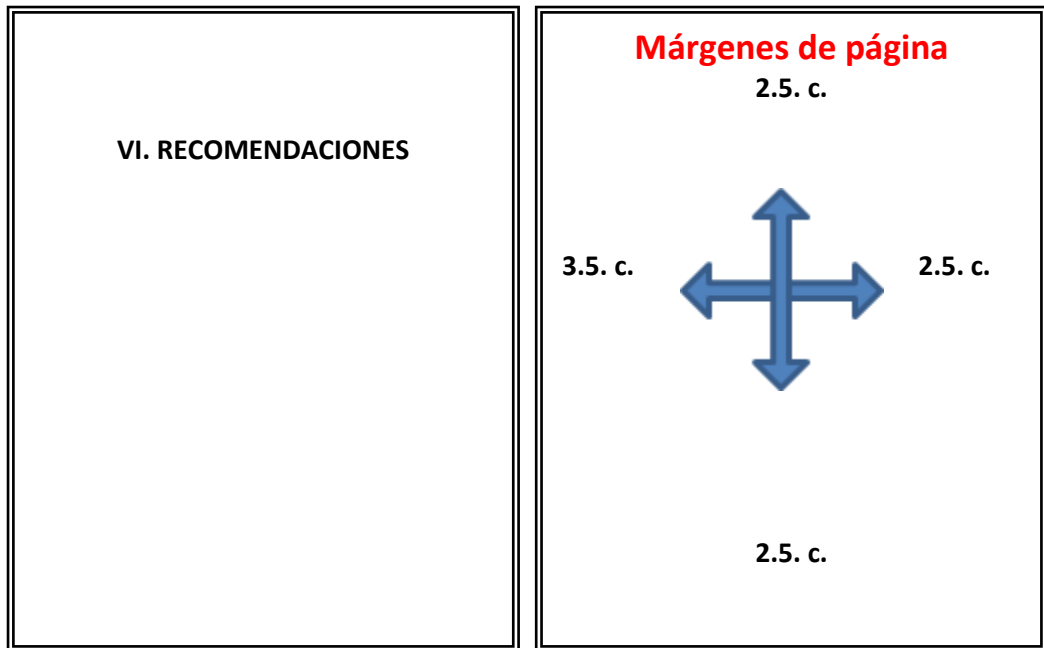 VI. RECOMENDACIONES
Márgenes de página
2.5. c.
3.5. c.
2.5. c.
2.5. c.